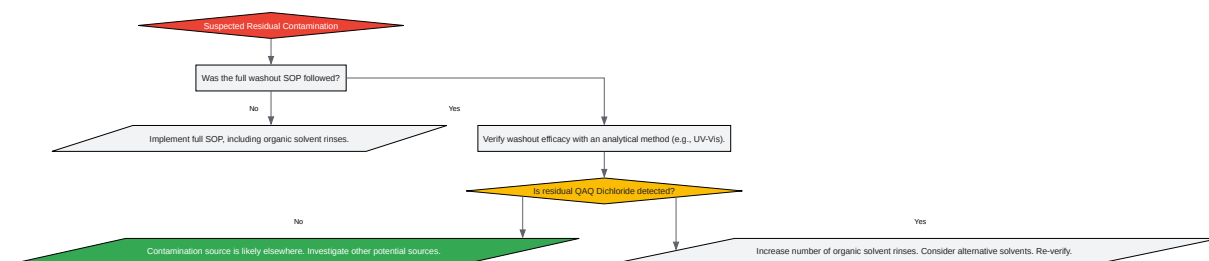 Suspected Residual Contamination
Was the full washout SOP followed?
No
Yes
Implement full SOP, including organic solvent rinses.
Verify washout efficacy with an analytical method (e.g., UV-Vis).
Is residual QAQ Dichloride detected?
No
Yes
Contamination source is likely elsewhere. Investigate other potential sources.
Increase number of organic solvent rinses. Consider alternative solvents. Re-verify.